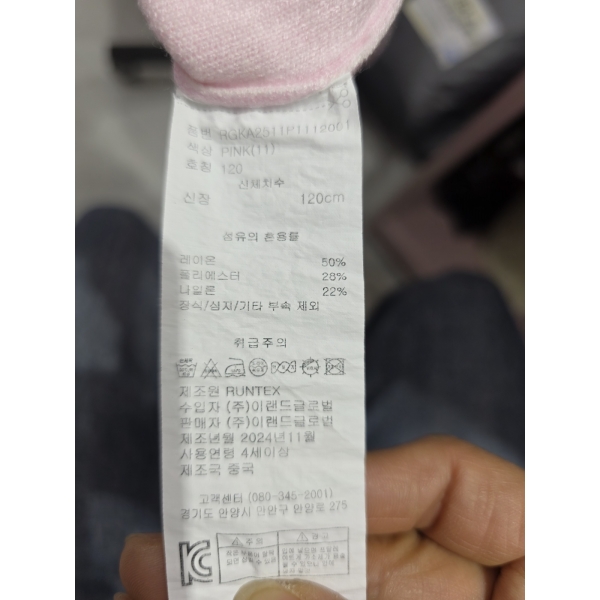 품번 RGKA2511P1112001
색상 PINK(11)
호칭 120
신체치수
신장 120cm
섬유의 혼용률
레이온 50%
폴리에스터 28%
나일론 22%
장식/심지/기타 부속 제외
취급주의
제조원 RUNTEX
수입자 (주)이랜드글로벌
판매자 (주)이랜드글로벌
제조년월 2024년11월
사용연령 4세이상
제조국 중국
고객센터 (080-345-2001)
경기도 안양시 만안구 안양로 275